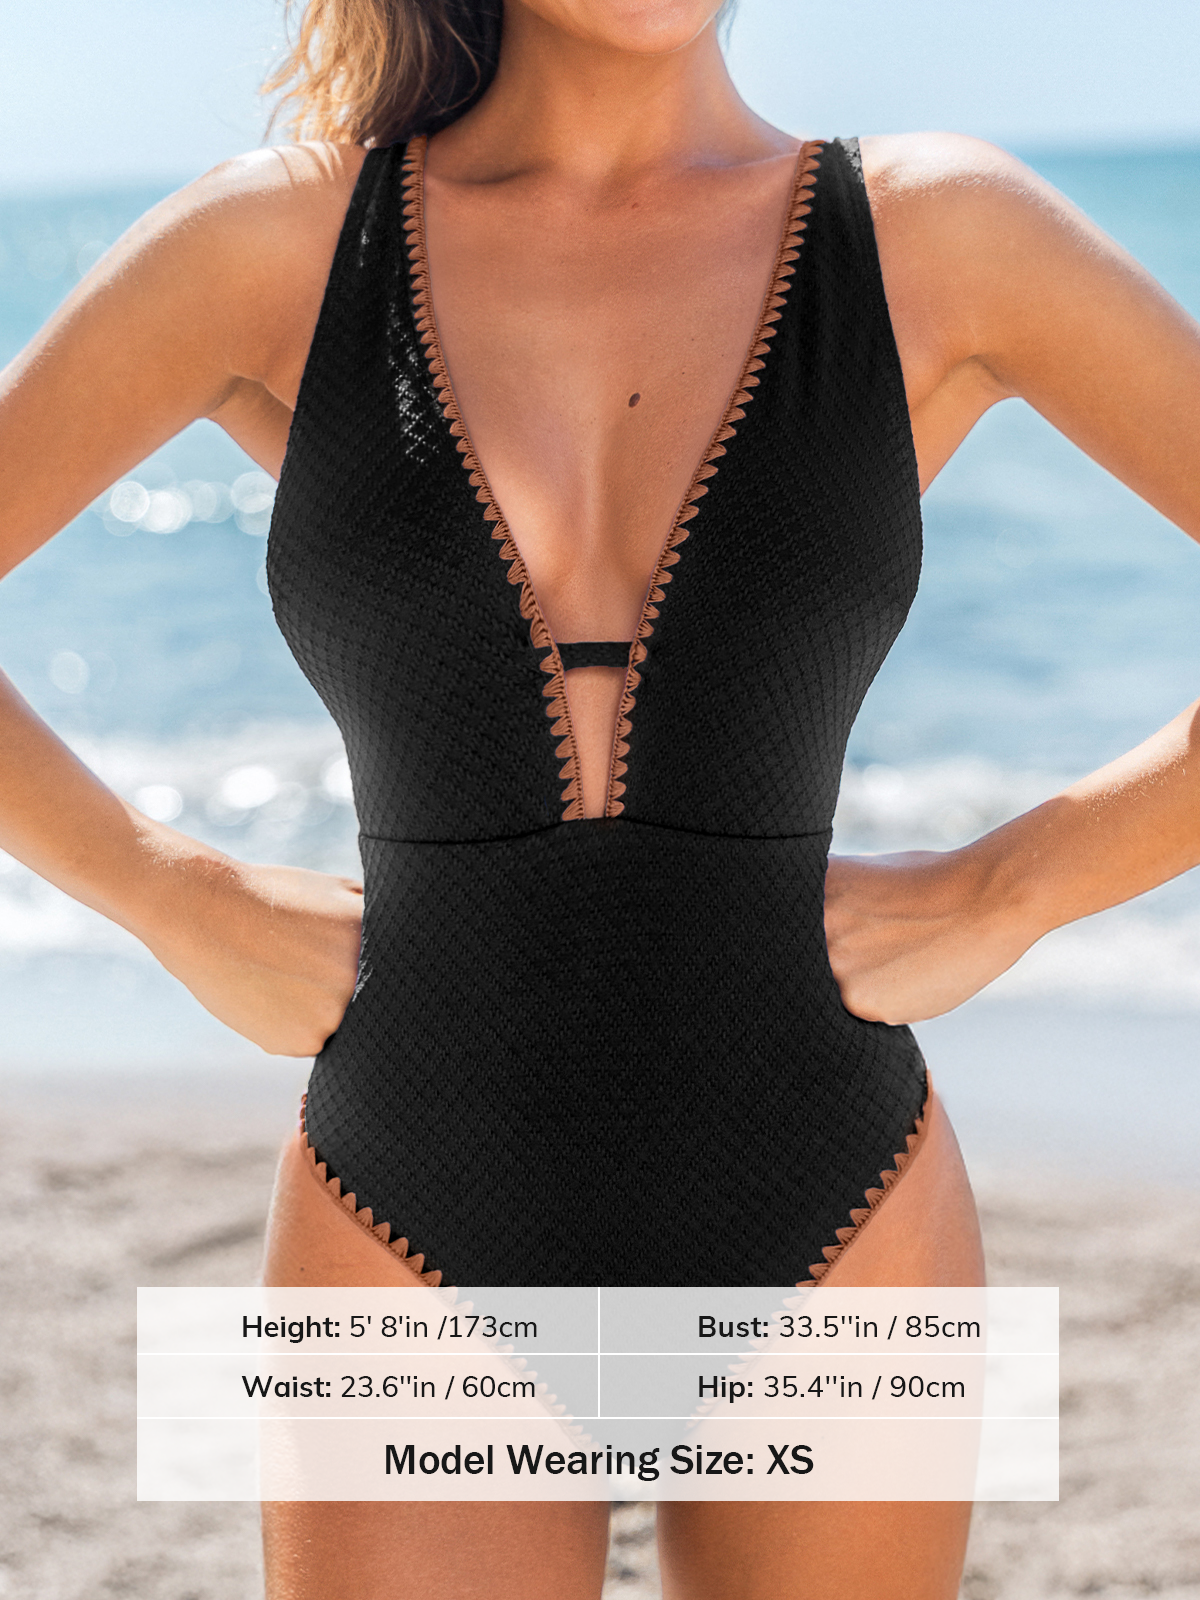 Height: 5' 8'in /173cm
Bust: 33.5''in / 85cm
Waist: 23.6''in / 60cm
Hip: 35.4''in / 90cm
Model Wearing Size: XS